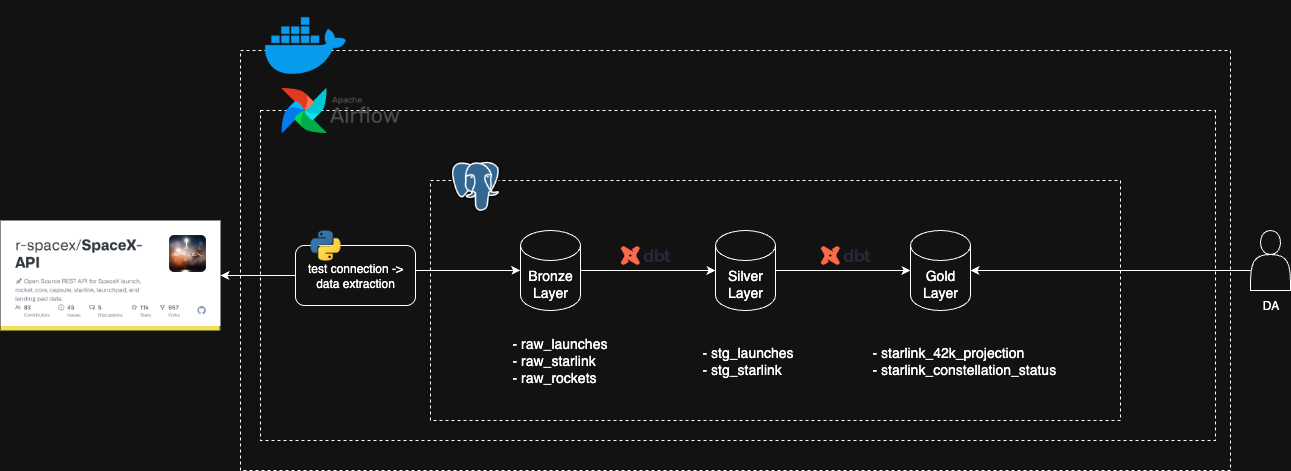 Apache
Airflow
r-spacex/SpaceX-
API
Open Source REST API for SpaceX launch,
rocket, core, capsule, starlink, launchpad, and
landing pad data.
83
Contributors
45
Issues
5
Discussions
11k
Stars
957
Forks
test connection ->
data extraction
Bronze
Layer
dbt
Silver
Layer
dbt
Gold
Layer
DA
- raw_launches
- raw_starlink
- raw_rockets
- stg_launches
- stg_starlink
- starlink_42k_projection
- starlink_constellation_status